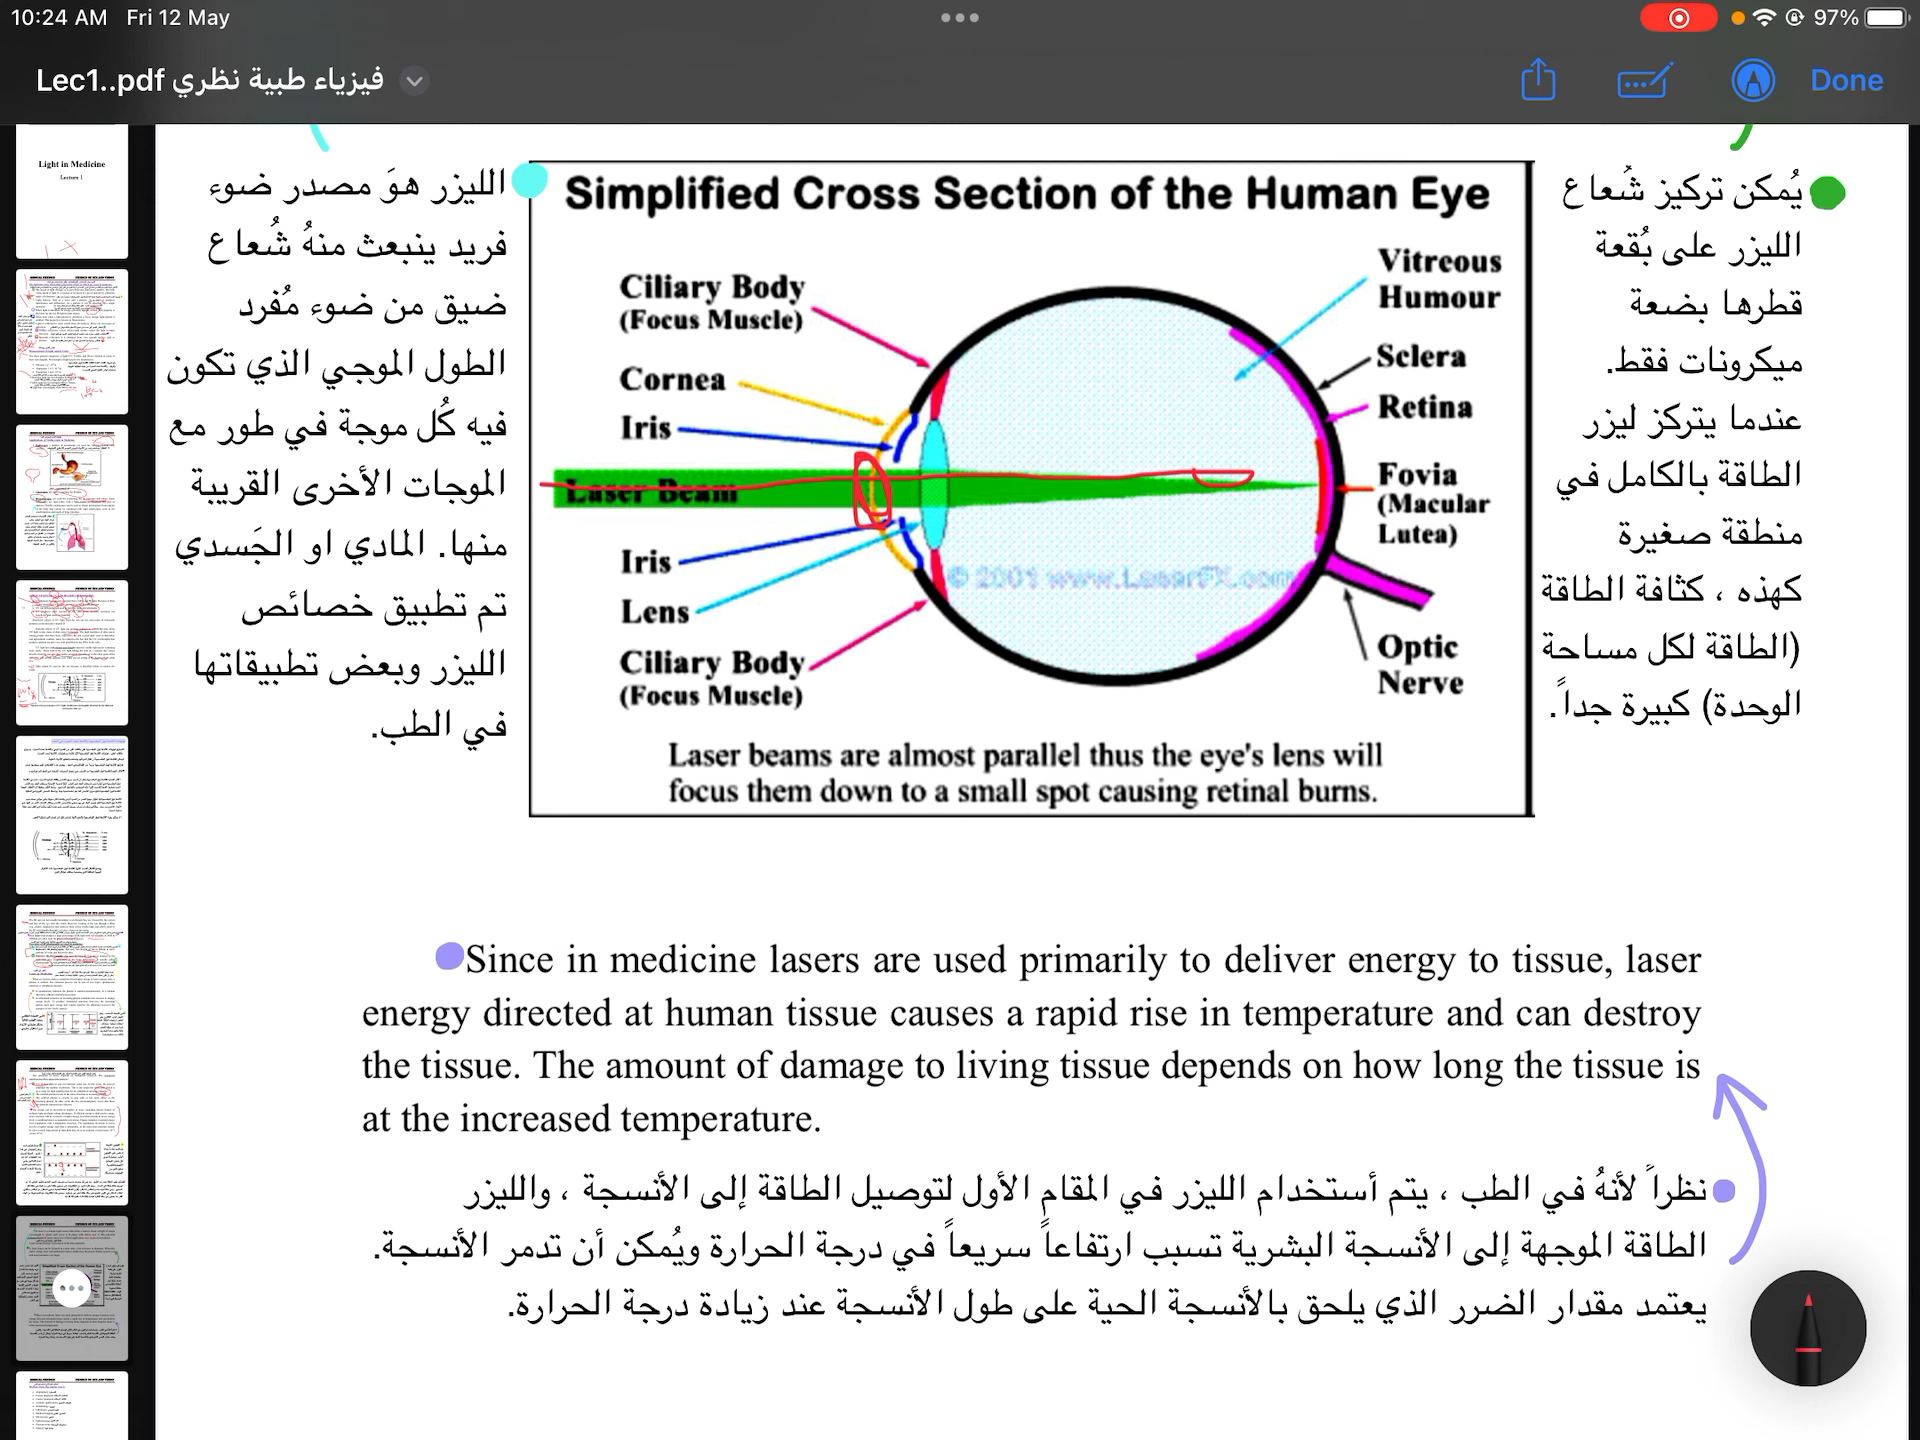 10:24 AM Fri 12 May
97%
Lec1..pdf فيزياء طبية نظري
Done
Light in Medicine
Lecture 1
الليزر هوَ مصدر ضوء
فريد ينبعث منهُ شُعاع
ضيق من ضوء مُفرد
الطول الموجي الذي تكون
فيه كُل موجة في طور مع
الموجات الأخرى القريبة
منها. المادي او الجَسدي
تم تطبيق خصائص
الليزر وبعض تطبيقاتها
في الطب.
Simplified Cross Section of the Human Eye
Ciliary Body
(Focus Muscle)
Cornea
Iris
Laser Beam
Iris
Lens
Ciliary Body
(Focus Muscle)
Vitreous
Humour
Sclera
Retina
Fovia
(Macular
Lutea)
Optic
Nerve
© 2001 www.LaserFX.com
Laser beams are almost parallel thus the eye's lens will
focus them down to a small spot causing retinal burns.
يُمكن تركيز شُعاع
الليزر على بُقعة
قطرها بضعة
ميكرونات فقط.
عندما يتركز ليزر
الطاقة بالكامل في
منطقة صغيرة
كهذه ، كثافة الطاقة
(الطاقة لكل مساحة
الوحدة) كبيرة جداً.
Since in medicine lasers are used primarily to deliver energy to tissue, laser
energy directed at human tissue causes a rapid rise in temperature and can destroy
the tissue. The amount of damage to living tissue depends on how long the tissue is
at the increased temperature.
نظراً لأنهُ في الطب ، يتم أستخدام الليزر في المقام الأول لتوصيل الطاقة إلى الأنسجة ، والليزر
الطاقة الموجهة إلى الأنسجة البشرية تسبب ارتفاعاً سريعاً في درجة الحرارة ويُمكن أن تدمر الأنسجة.
يعتمد مقدار الضرر الذي يلحق بالأنسجة الحية على طول الأنسجة عند زيادة درجة الحرارة.